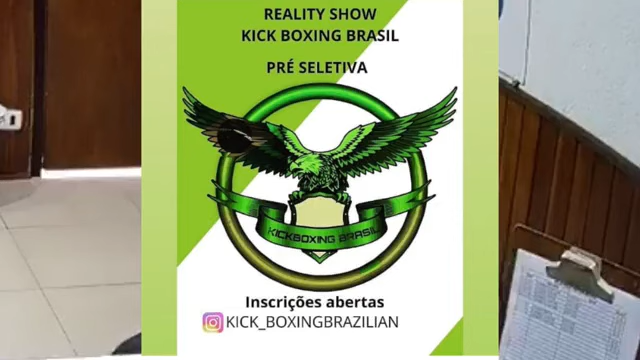 REALITY SHOW
KICK BOXING BRASIL
PRÉ SELETIVA
KICKBOXING BRASIL
Inscrições abertas
KICK_BOXINGBRAZILIAN